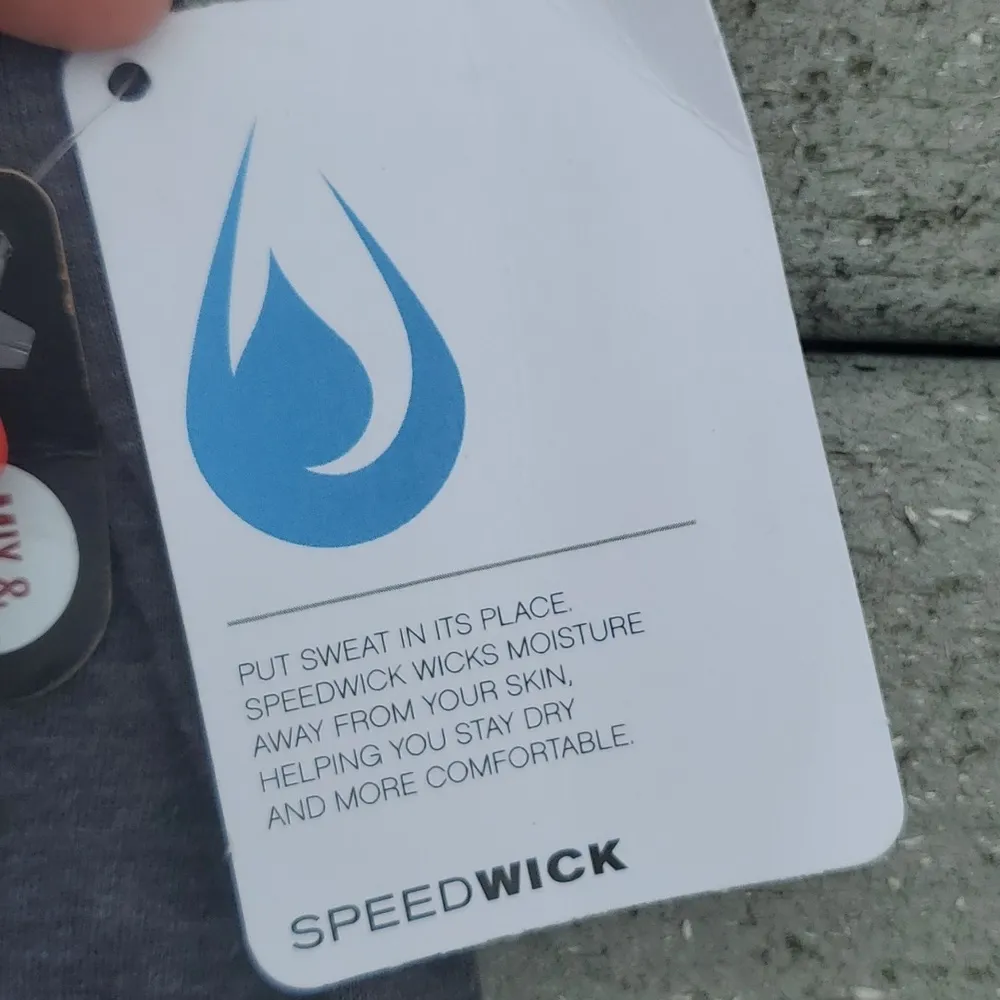 PUT SWEAT IN ITS PLACE.
SPEEDWICK WICKS MOISTURE
AWAY FROM YOUR SKIN,
HELPING YOU STAY DRY
AND MORE COMFORTABLE.
SPEEDWICK
MIX &